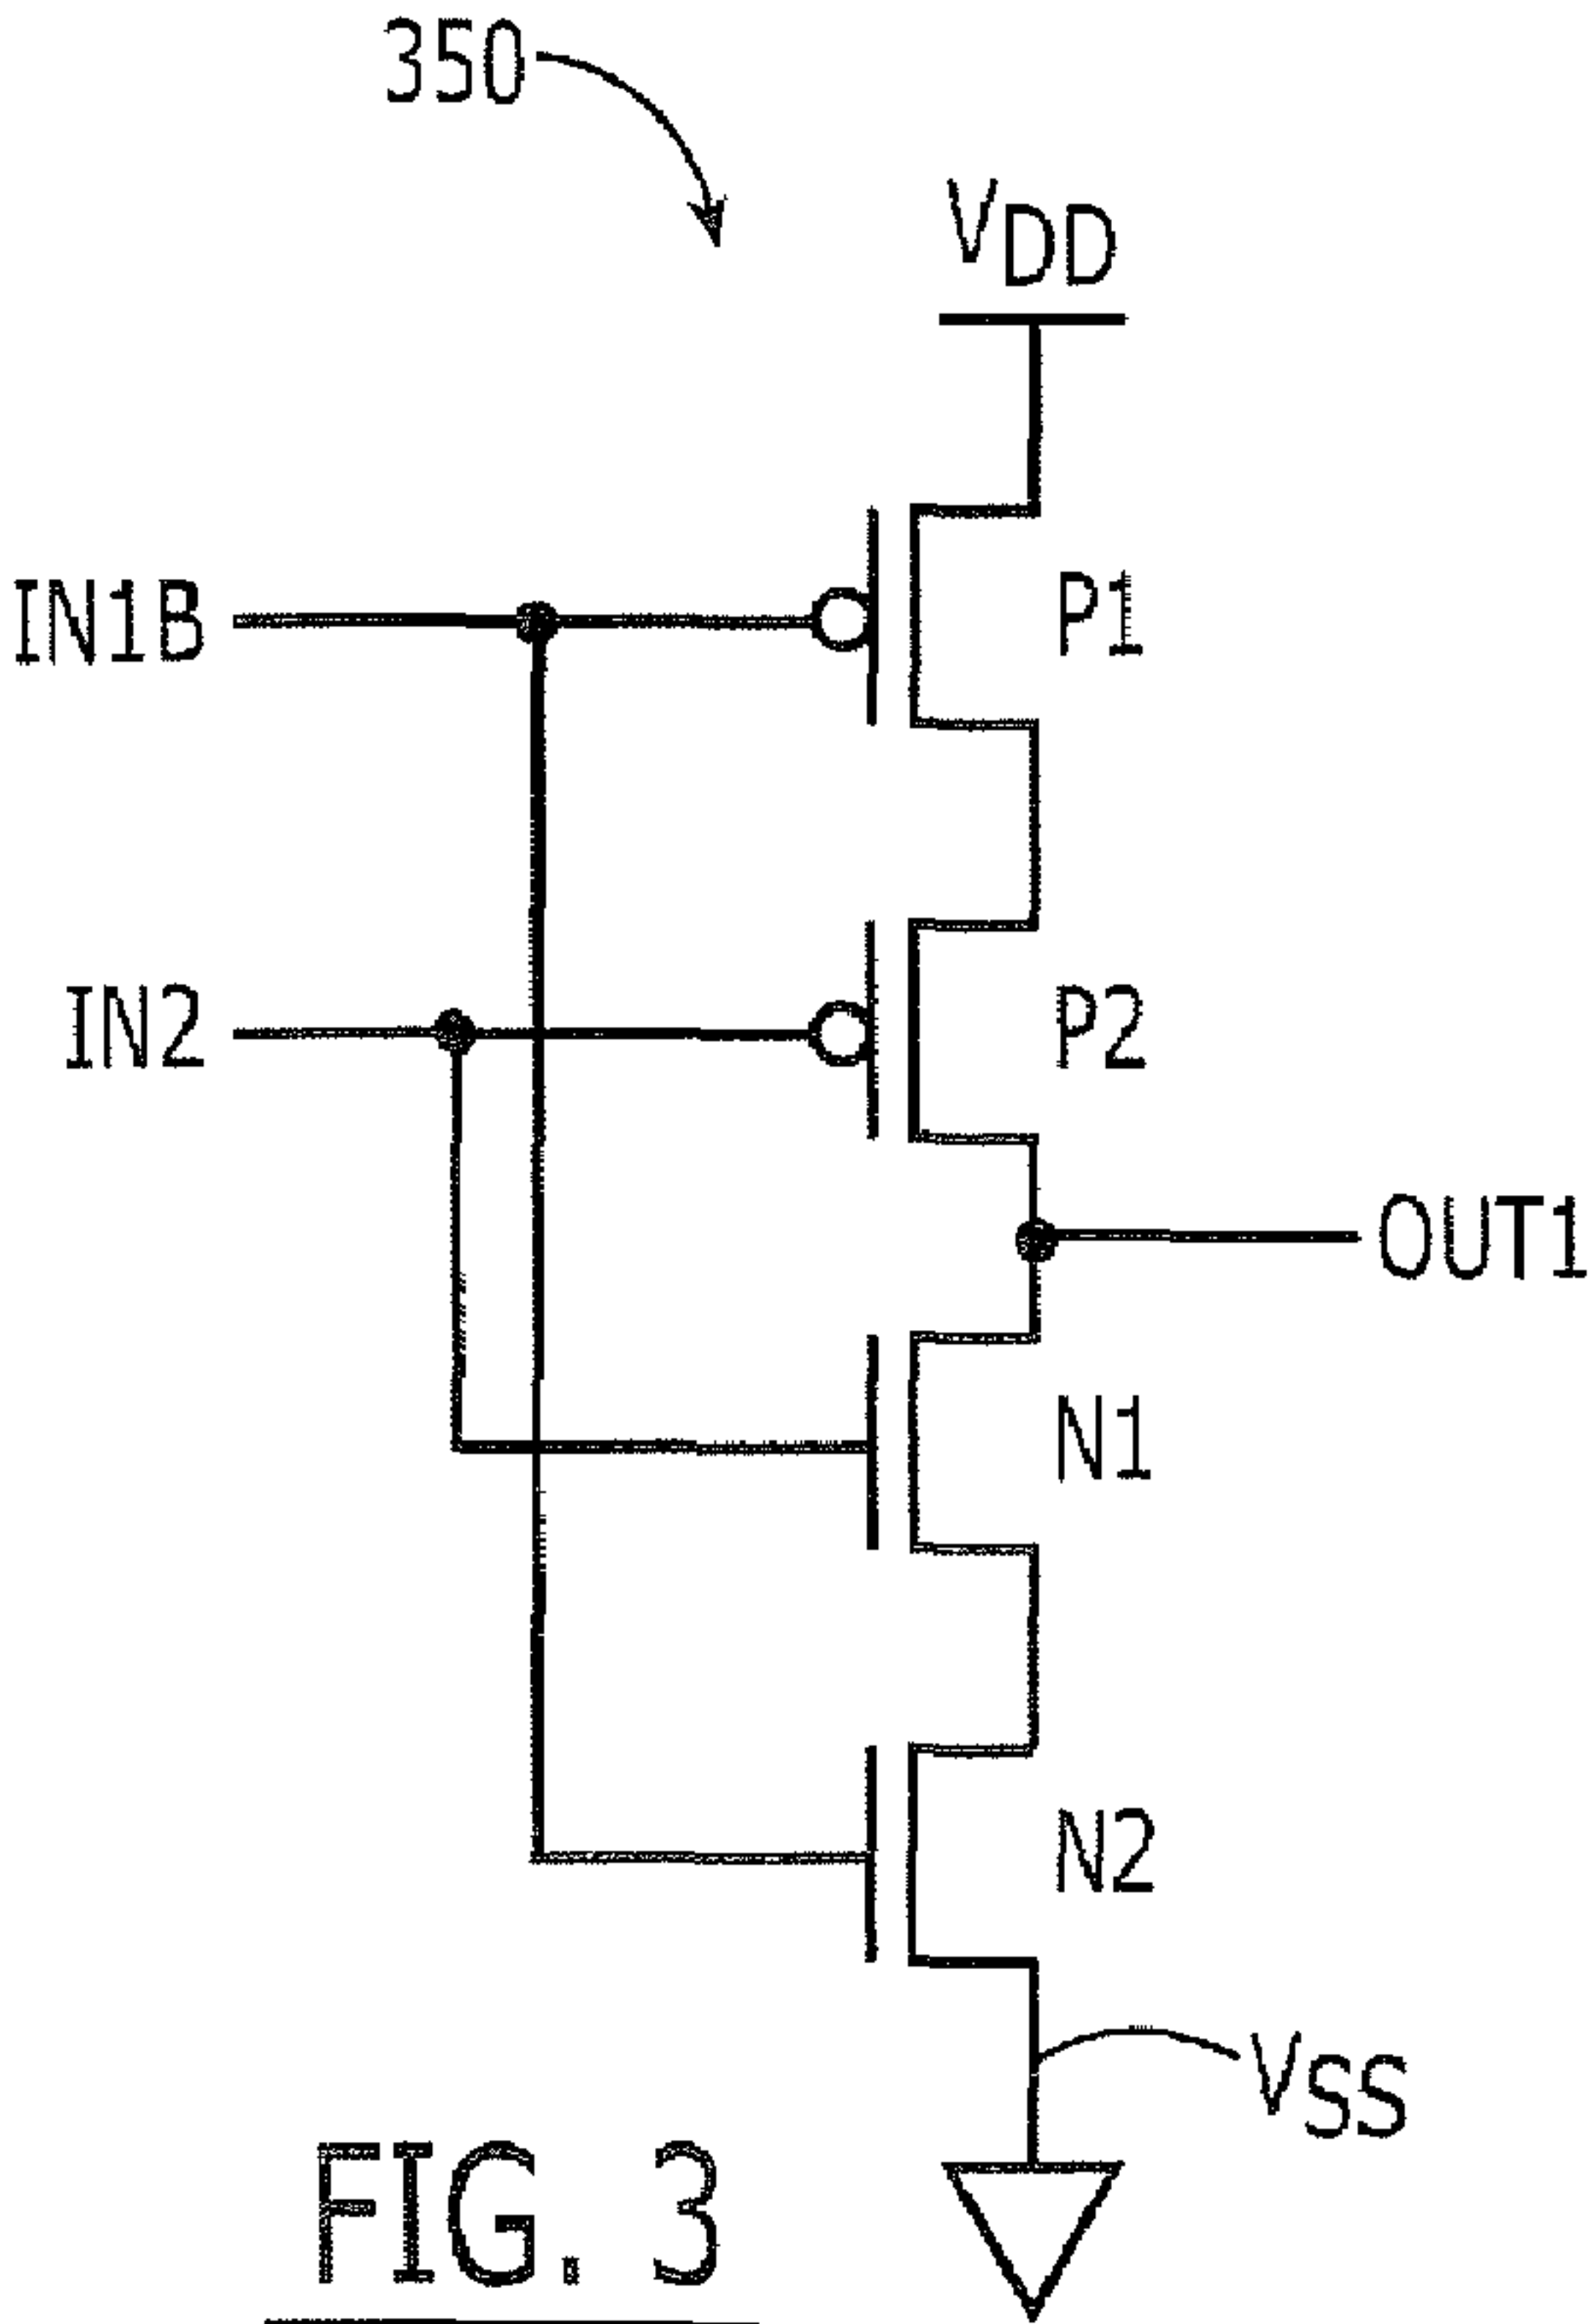 350
VDD
IN1B
P1
IN2
P2
OUT1
N1
N2
VSS
FIG. 3